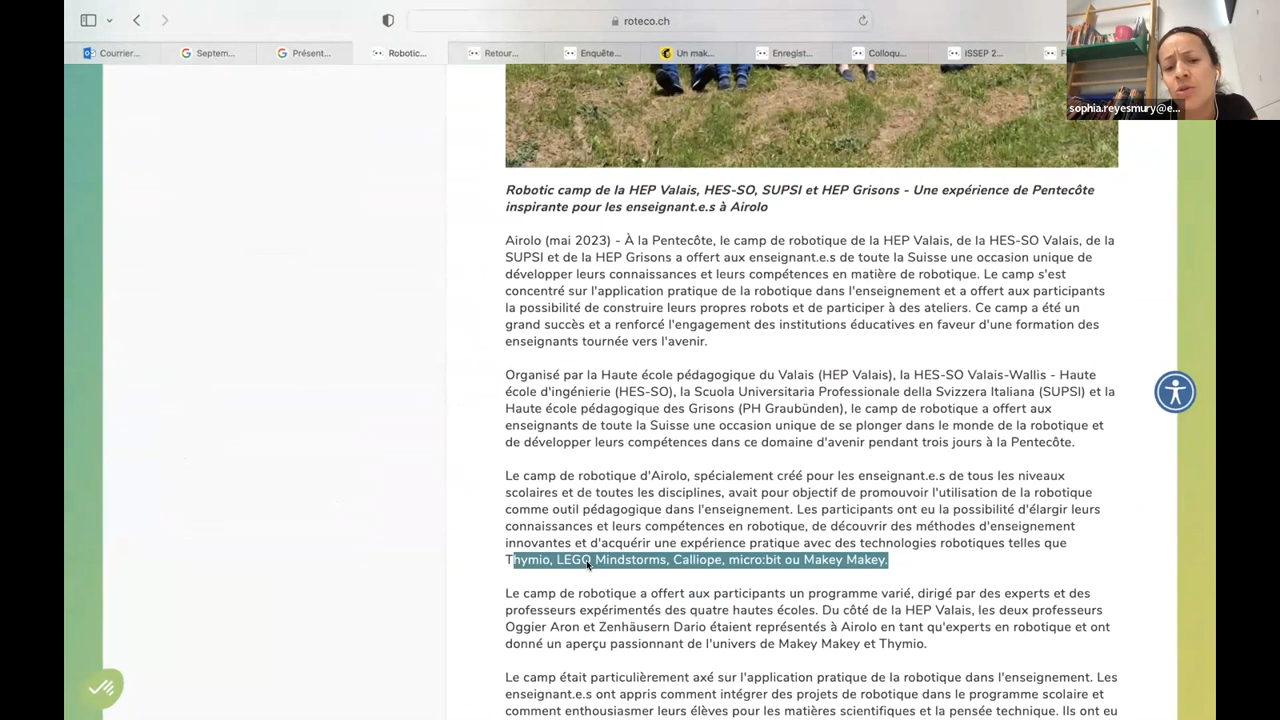 roteco.ch
Courrier...
Septem...
Présent...
Robotic...
Retour...
Enquête...
Un mak...
Enregist...
Colloqu...
ISSEP 2...
sophia.reyesmury@e...
Robotic camp de la HEP Valais, HES-SO, SUPSI et HEP Grisons - Une expérience de Pentecôte
inspirante pour les enseignant.e.s à Airolo
Airolo (mai 2023) - À la Pentecôte, le camp de robotique de la HEP Valais, de la HES-SO Valais, de la
SUPSI et de la HEP Grisons a offert aux enseignant.e.s de toute la Suisse une occasion unique de
développer leurs connaissances et leurs compétences en matière de robotique. Le camp s'est
concentré sur l'application pratique de la robotique dans l'enseignement et a offert aux participants
la possibilité de construire leurs propres robots et de participer à des ateliers. Ce camp a été un
grand succès et a renforcé l'engagement des institutions éducatives en faveur d'une formation des
enseignants tournée vers l'avenir.
Organisé par la Haute école pédagogique du Valais (HEP Valais), la HES-SO Valais-Wallis - Haute
école d'ingénierie (HES-SO), la Scuola Universitaria Professionale della Svizzera Italiana (SUPSI) et la
Haute école pédagogique des Grisons (PH Graubünden), le camp de robotique a offert aux
enseignants de toute la Suisse une occasion unique de se plonger dans le monde de la robotique et
de développer leurs compétences dans ce domaine d'avenir pendant trois jours à la Pentecôte.
Le camp de robotique d'Airolo, spécialement créé pour les enseignant.e.s de tous les niveaux
scolaires et de toutes les disciplines, avait pour objectif de promouvoir l'utilisation de la robotique
comme outil pédagogique dans l'enseignement. Les participants ont eu la possibilité d'élargir leurs
connaissances et leurs compétences en robotique, de découvrir des méthodes d'enseignement
innovantes et d'acquérir une expérience pratique avec des technologies robotiques telles que
Thymio, LEGO Mindstorms, Calliope, micro:bit ou Makey Makey.
Le camp de robotique a offert aux participants un programme varié, dirigé par des experts et des
professeurs expérimentés des quatre hautes écoles. Du côté de la HEP Valais, les deux professeurs
Oggier Aron et Zenhäusern Dario étaient représentés à Airolo en tant qu'experts en robotique et ont
donné un aperçu passionnant de l'univers de Makey Makey et Thymio.
Le camp était particulièrement axé sur l'application pratique de la robotique dans l'enseignement. Les
enseignant.e.s ont appris comment intégrer des projets de robotique dans le programme scolaire et
comment enthousiasmer leurs élèves pour les matières scientifiques et la pensée technique. Ils ont eu